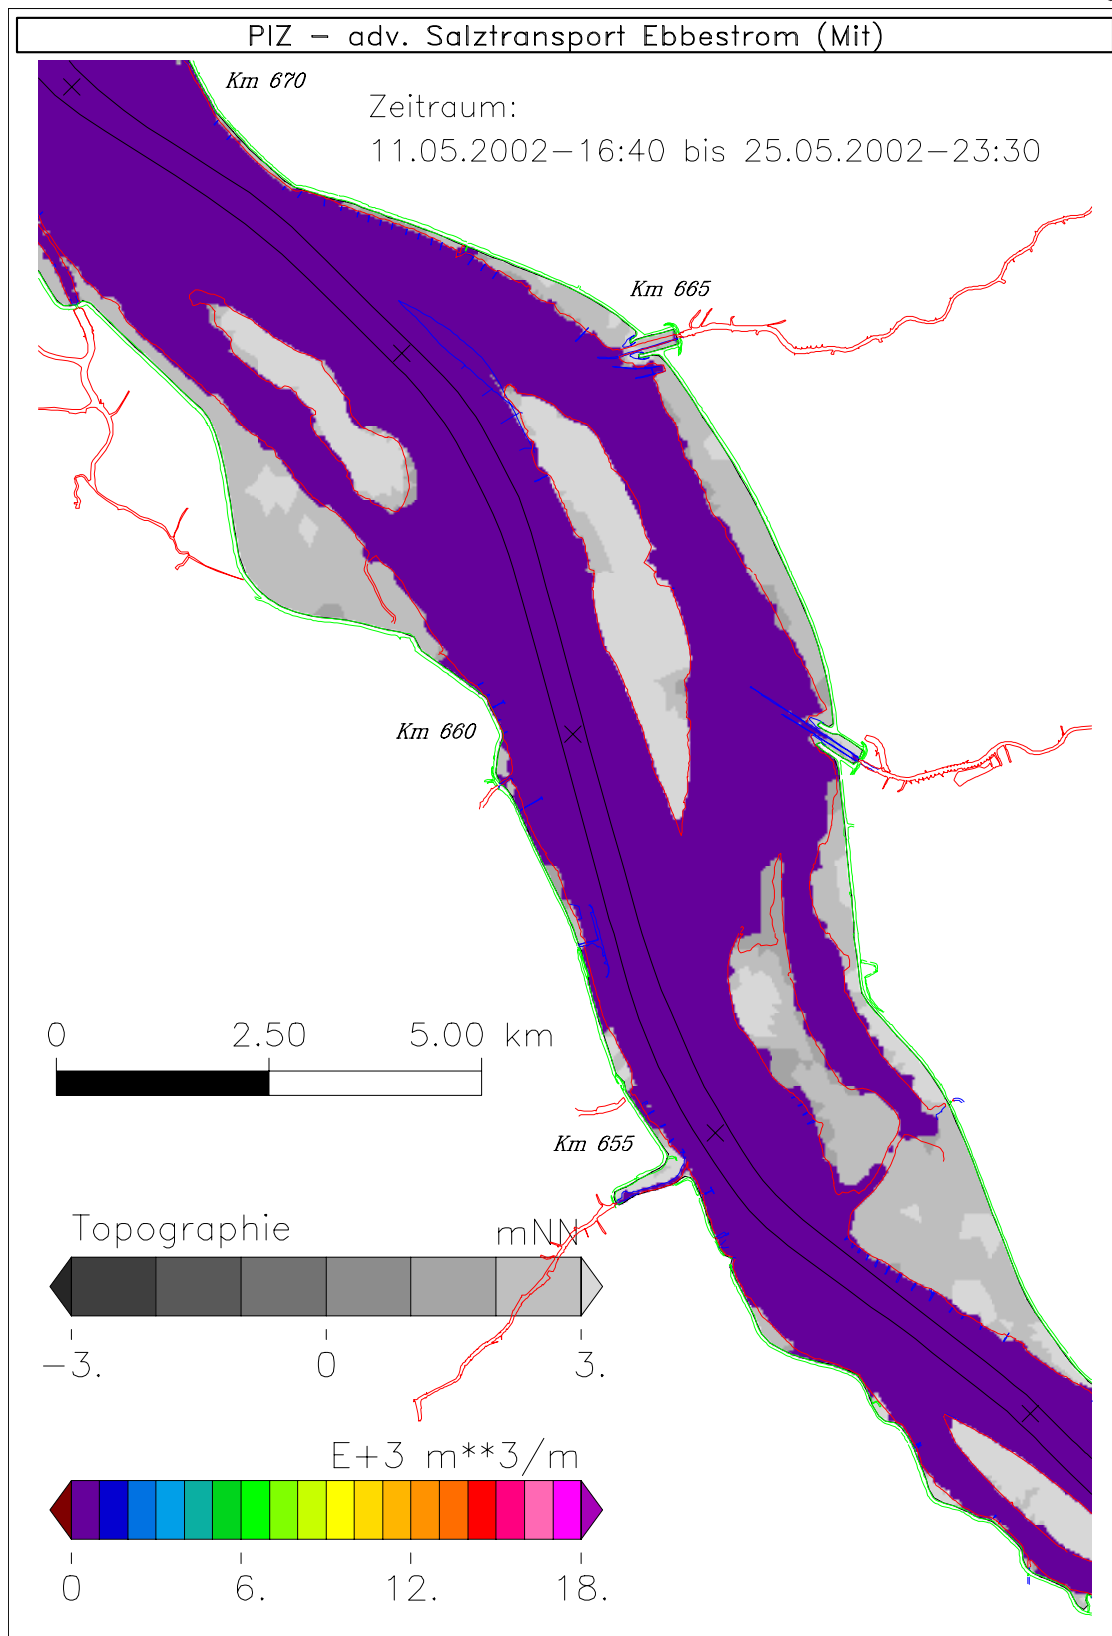 PIZ - adv. Salztransport Ebbestrom (Mit)
Km 670
Zeitraum:
11.05.2002-16:40 bis 25.05.2002-23:30
Km 665
Km 660
0 2.50 5.00 km
Km 655
Topographie mNN
-3. 0 3.
E+3 m**3/m
0 6. 12. 18.